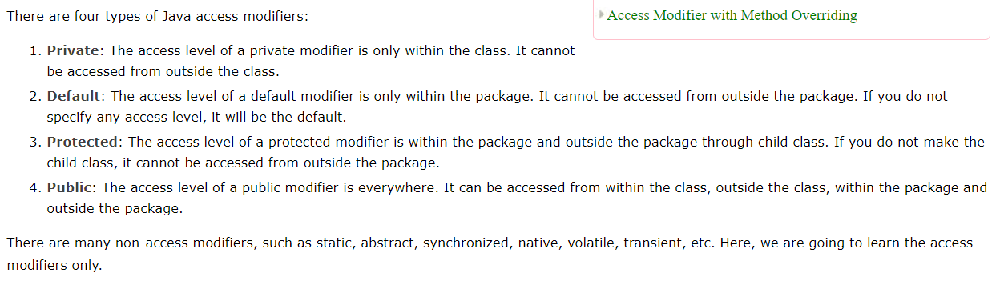 There are four types of Java access modifiers:
Access Modifier with Method Overriding
1. Private: The access level of a private modifier is only within the class. It cannot
be accessed from outside the class.
2. Default: The access level of a default modifier is only within the package. It cannot be accessed from outside the package. If you do not
specify any access level, it will be the default.
3. Protected: The access level of a protected modifier is within the package and outside the package through child class. If you do not make the
child class, it cannot be accessed from outside the package.
4. Public: The access level of a public modifier is everywhere. It can be accessed from within the class, outside the class, within the package and
outside the package.
There are many non-access modifiers, such as static, abstract, synchronized, native, volatile, transient, etc. Here, we are going to learn the access
modifiers only.